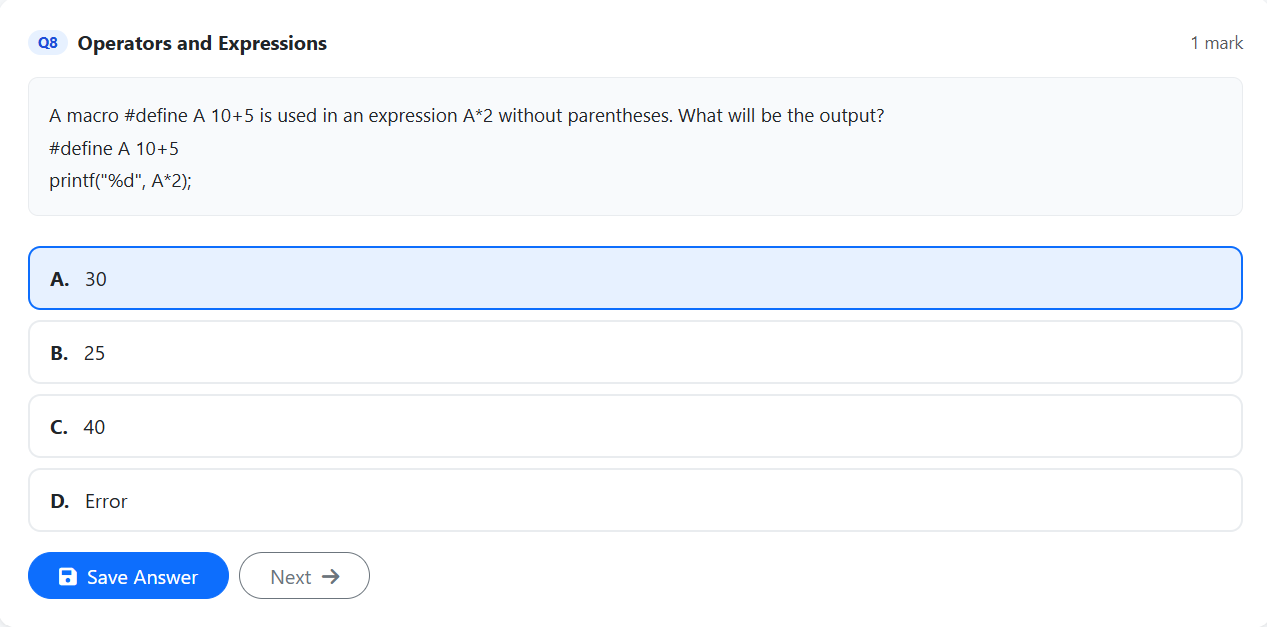 Q8 Operators and Expressions 1 mark
A macro #define A 10+5 is used in an expression A*2 without parentheses. What will be the output?
#define A 10+5
printf("%d", A*2);
A. 30
B. 25
C. 40
D. Error
Save Answer Next →